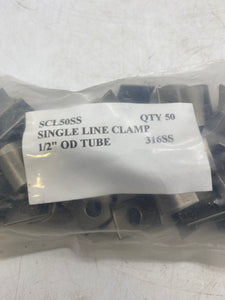 SCL50SS QTY 50
SINGLE LINE CLAMP
1/2" OD TUBE 316SS